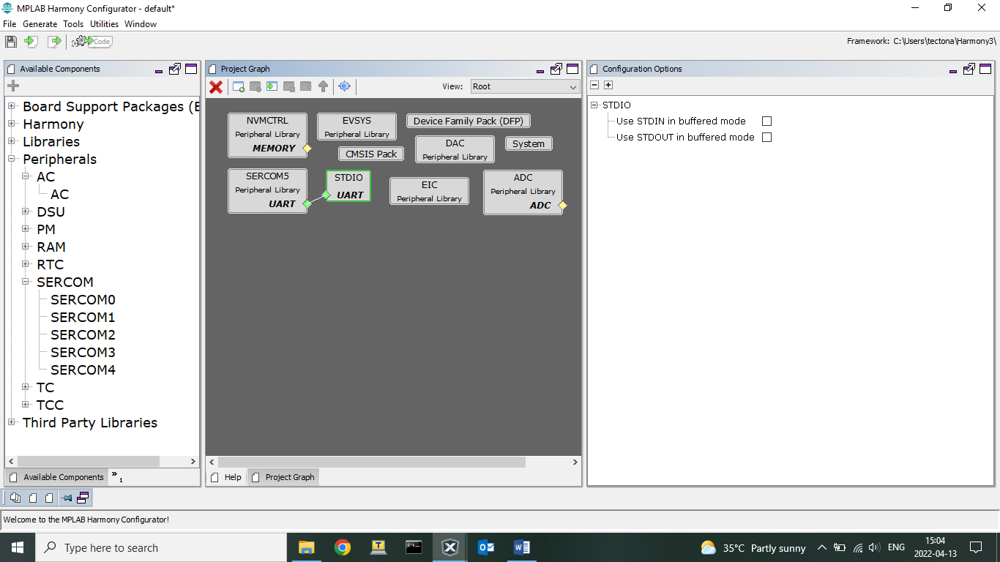 MPLAB Harmony Configurator - default*
File Generate Tools Utilities Window
Code
Framework: C:\Users\tectona\Harmony3\
Available Components
Board Support Packages (B
Harmony
Libraries
Peripherals
AC
AC
DSU
PM
RAM
RTC
SERCOM
SERCOM0
SERCOM1
SERCOM2
SERCOM3
SERCOM4
TC
TCC
Third Party Libraries
Available Components
» 1
Project Graph
View: Root
NVMCTRL
Peripheral Library
MEMORY
EVSYS
Peripheral Library
Device Family Pack (DFP)
CMSIS Pack
DAC
Peripheral Library
System
SERCOM5
Peripheral Library
UART
STDIO
UART
EIC
Peripheral Library
ADC
Peripheral Library
ADC
Help
Project Graph
Configuration Options
STDIO
Use STDIN in buffered mode
Use STDOUT in buffered mode
Welcome to the MPLAB Harmony Configurator!
Type here to search
T
W
35°C Partly sunny
ENG
15:04
2022-04-13